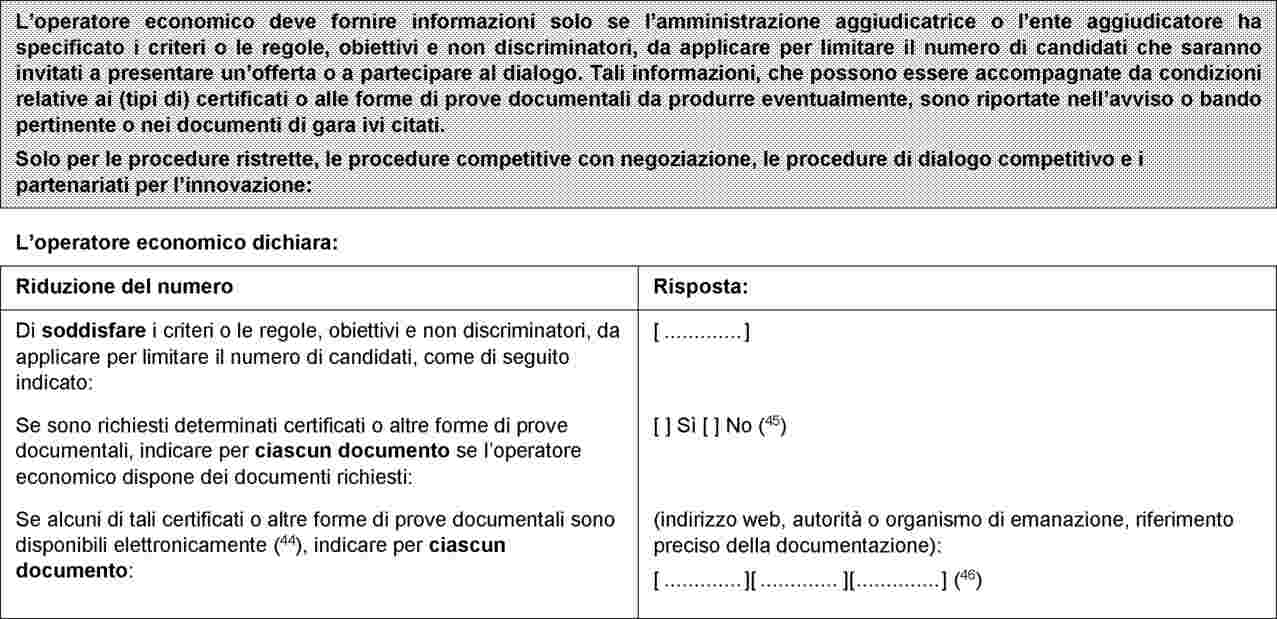 L’operatore economico deve fornire informazioni solo se l’amministrazione aggiudicatrice o l’ente aggiudicatore ha
specificato i criteri o le regole, obiettivi e non discriminatori, da applicare per limitare il numero di candidati che saranno
invitati a presentare un’offerta o a partecipare al dialogo. Tali informazioni, che possono essere accompagnate da condizioni
relative ai (tipi di) certificati o alle forme di prove documentali da produrre eventualmente, sono riportate nell’avviso o bando
pertinente o nei documenti di gara ivi citati.
Solo per le procedure ristrette, le procedure competitive con negoziazione, le procedure di dialogo competitivo e i
partenariati per l’innovazione:
L’operatore economico dichiara:
Riduzione del numero
Risposta:
Di soddisfare i criteri o le regole, obiettivi e non discriminatori, da
applicare per limitare il numero di candidati, come di seguito
indicato:
[ .............]
Se sono richiesti determinati certificati o altre forme di prove
documentali, indicare per ciascun documento se l’operatore
economico dispone dei documenti richiesti:
[ ] Sì [ ] No (45)
Se alcuni di tali certificati o altre forme di prove documentali sono
disponibili elettronicamente (44), indicare per ciascun
documento:
(indirizzo web, autorità o organismo di emanazione, riferimento
preciso della documentazione):
[ .............][ ............. ][..............] (46)